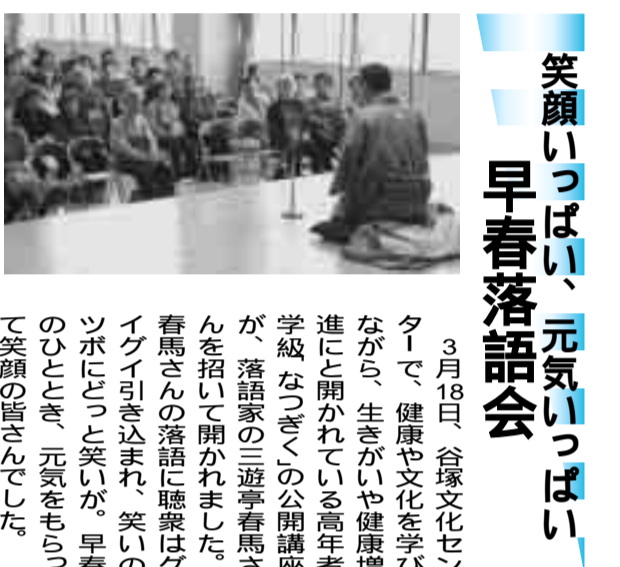 笑顔いっぱい、元気いっぱい
早春落語会
3月18日、谷塚文化セン
ターで、健康や文化を学び
ながら、生きがいや健康増
進にと開かれている高年者
学級「なつぎく」の公開講座
が、落語家の三遊亭春馬さ
んを招いて開かれました。
春馬さんの落語に聴衆はグ
イグイ引き込まれ、笑いの
ツボにどっと笑いが。早春
のひととき、元気をもらっ
て笑顔の皆さんでした。